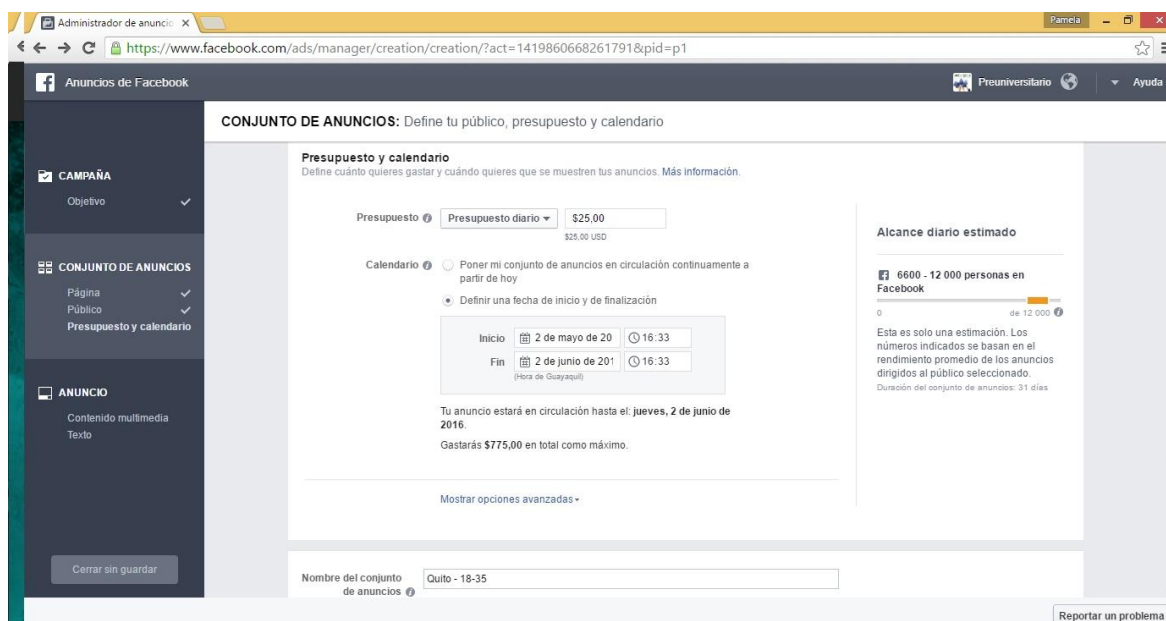 Administrador de anuncio
Pamela
https://www.facebook.com/ads/manager/creation/creation/?act=1419860668261791&pid=p1
Anuncios de Facebook
Preuniversitario
Ayuda
CONJUNTO DE ANUNCIOS: Define tu público, presupuesto y calendario
CAMPAÑA
Objetivo
CONJUNTO DE ANUNCIOS
Página
Público
Presupuesto y calendario
ANUNCIO
Contenido multimedia
Texto
Cerrar sin guardar
Presupuesto y calendario
Define cuánto quieres gastar y cuándo quieres que se muestren tus anuncios. Más información.
Presupuesto
Presupuesto diario
$25,00
$25,00 USD
Calendario
Poner mi conjunto de anuncios en circulación continuamente a
partir de hoy
Definir una fecha de inicio y de finalización
Inicio
2 de mayo de 20
16:33
Fin
2 de junio de 201
16:33
(Hora de Guayaquil)
Tu anuncio estará en circulación hasta el: jueves, 2 de junio de
2016.
Gastarás $775,00 en total como máximo.
Mostrar opciones avanzadas
Alcance diario estimado
6600 - 12 000 personas en
Facebook
0
de 12 000
Esta es solo una estimación. Los
números indicados se basan en el
rendimiento promedio de los anuncios
dirigidos al público seleccionado.
Duración del conjunto de anuncios: 31 días
Nombre del conjunto
de anuncios
Quito - 18-35
Reportar un problema